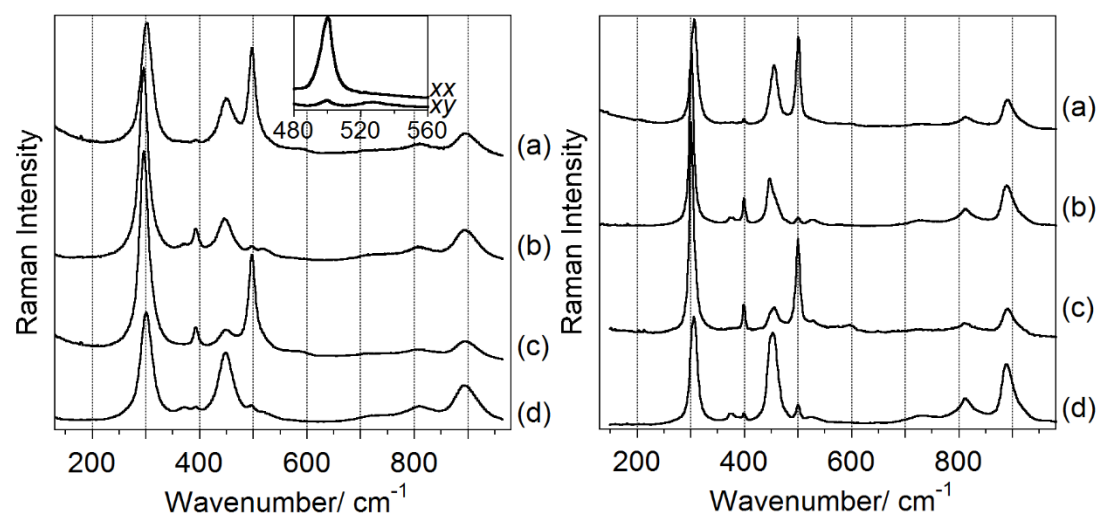 Raman Intensity
xx
xy
480 520 560
(a)
(b)
(c)
(d)
200 400 600 800
Wavenumber/ cm⁻¹
Raman Intensity
(a)
(b)
(c)
(d)
200 400 600 800
Wavenumber/ cm⁻¹